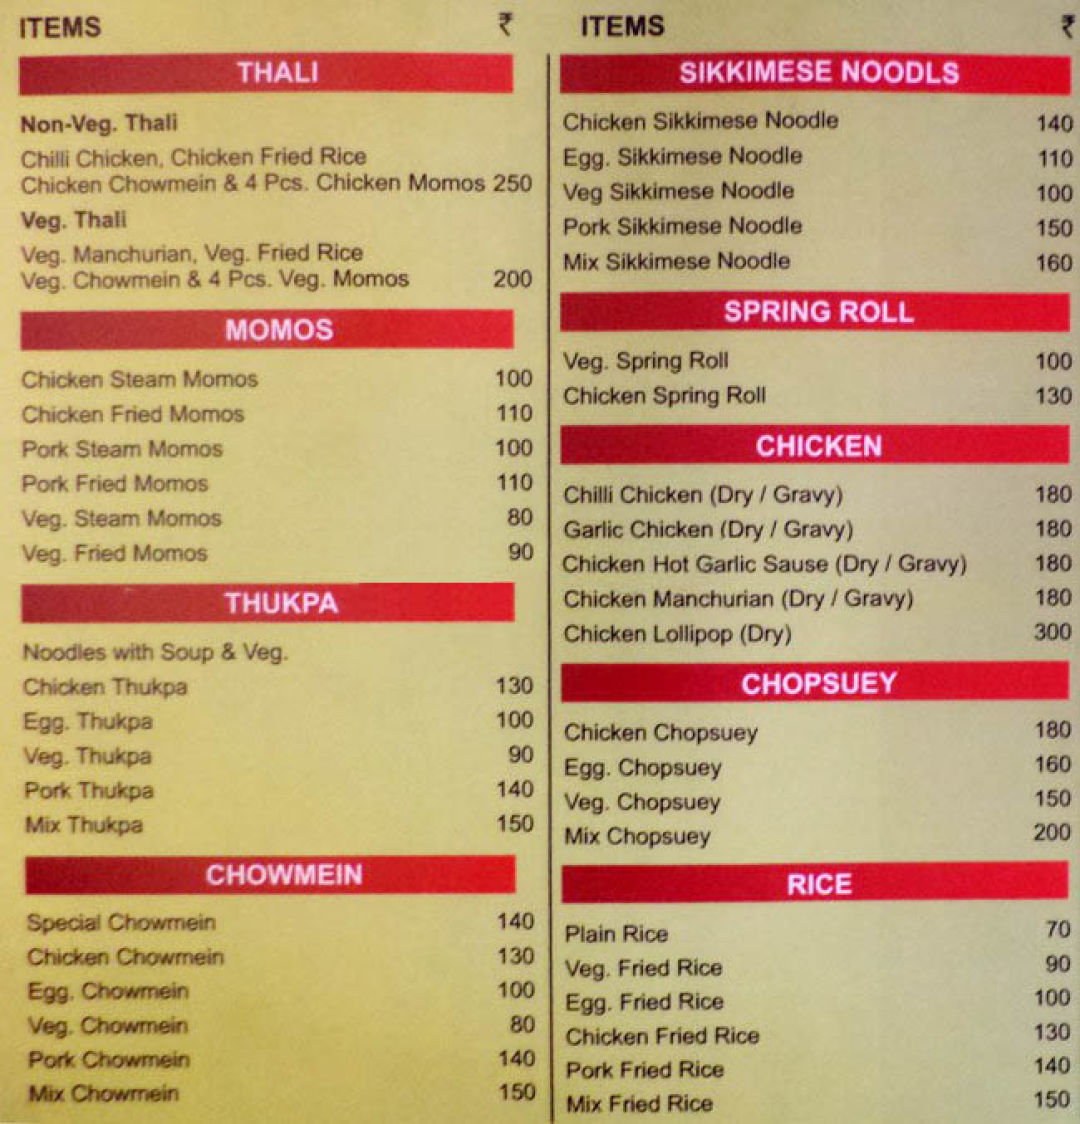 ITEMS ₹
THALI
Non-Veg. Thali
Chilli Chicken, Chicken Fried Rice
Chicken Chowmein & 4 Pcs. Chicken Momos 250
Veg. Thali
Veg. Manchurian, Veg. Fried Rice
Veg. Chowmein & 4 Pcs. Veg. Momos 200
MOMOS
Chicken Steam Momos 100
Chicken Fried Momos 110
Pork Steam Momos 100
Pork Fried Momos 110
Veg. Steam Momos 80
Veg. Fried Momos 90
THUKPA
Noodles with Soup & Veg.
Chicken Thukpa 130
Egg. Thukpa 100
Veg. Thukpa 90
Pork Thukpa 140
Mix Thukpa 150
CHOWMEIN
Special Chowmein 140
Chicken Chowmein 130
Egg. Chowmein 100
Veg. Chowmein 80
Pork Chowmein 140
Mix Chowmein 150
ITEMS ₹
SIKKIMESE NOODLS
Chicken Sikkimese Noodle 140
Egg. Sikkimese Noodle 110
Veg Sikkimese Noodle 100
Pork Sikkimese Noodle 150
Mix Sikkimese Noodle 160
SPRING ROLL
Veg. Spring Roll 100
Chicken Spring Roll 130
CHICKEN
Chilli Chicken (Dry / Gravy) 180
Garlic Chicken (Dry / Gravy) 180
Chicken Hot Garlic Sause (Dry / Gravy) 180
Chicken Manchurian (Dry / Gravy) 180
Chicken Lollipop (Dry) 300
CHOPSUEY
Chicken Chopsuey 180
Egg. Chopsuey 160
Veg. Chopsuey 150
Mix Chopsuey 200
RICE
Plain Rice 70
Veg. Fried Rice 90
Egg. Fried Rice 100
Chicken Fried Rice 130
Pork Fried Rice 140
Mix Fried Rice 150